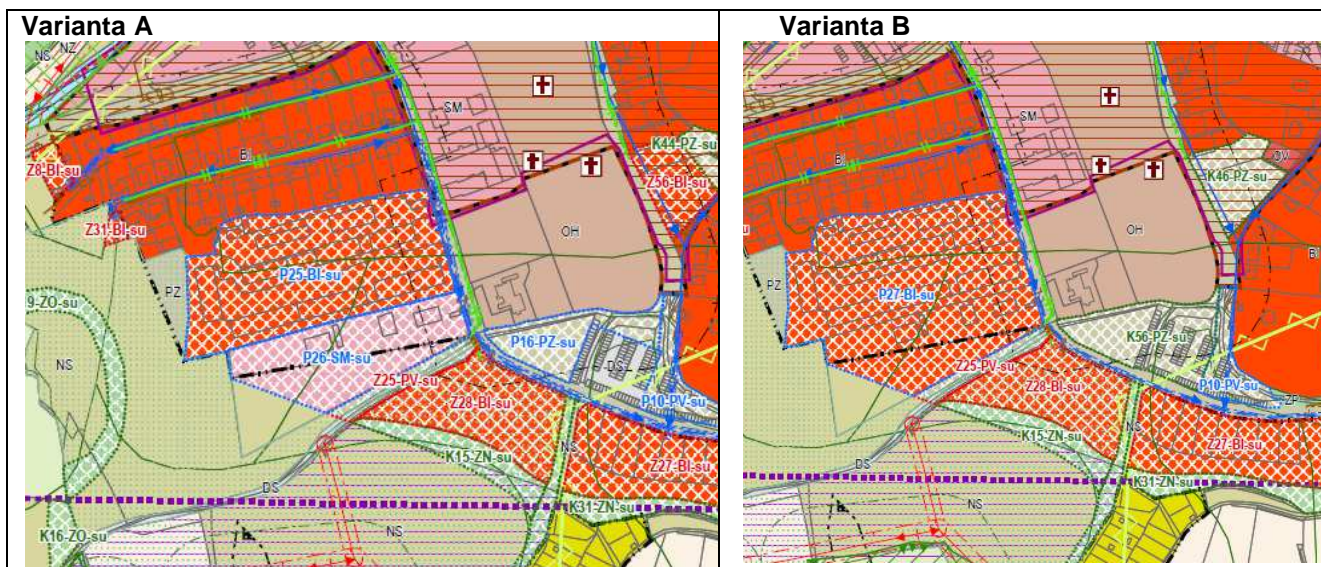 Varianta A
NS
NZ
SM
BI
K44-PZ-su
Z8-BI-su
Z56-BI-su
Z31-BI-su
OH
PZ
P25-BI-su
9-ZO-su
P26-SM-su
P16-PZ-su
NS
Z25-PV-su
DS
Z28-BI-su
P10-PV-su
NS
K15-ZN-su
Z27-BI-su
DS
K31-ZN-su
K16-ZO-su
NS
Varianta B
SM
BI
OV
K46-PZ-su
u
OH
BI
PZ
P27-BI-su
K56-PZ-su
Z25-PV-su
Z28-BI-su
P10-PV-su
ZP
NS
K15-ZN-su
Z27-BI-su
DS
K31-ZN-su
NS